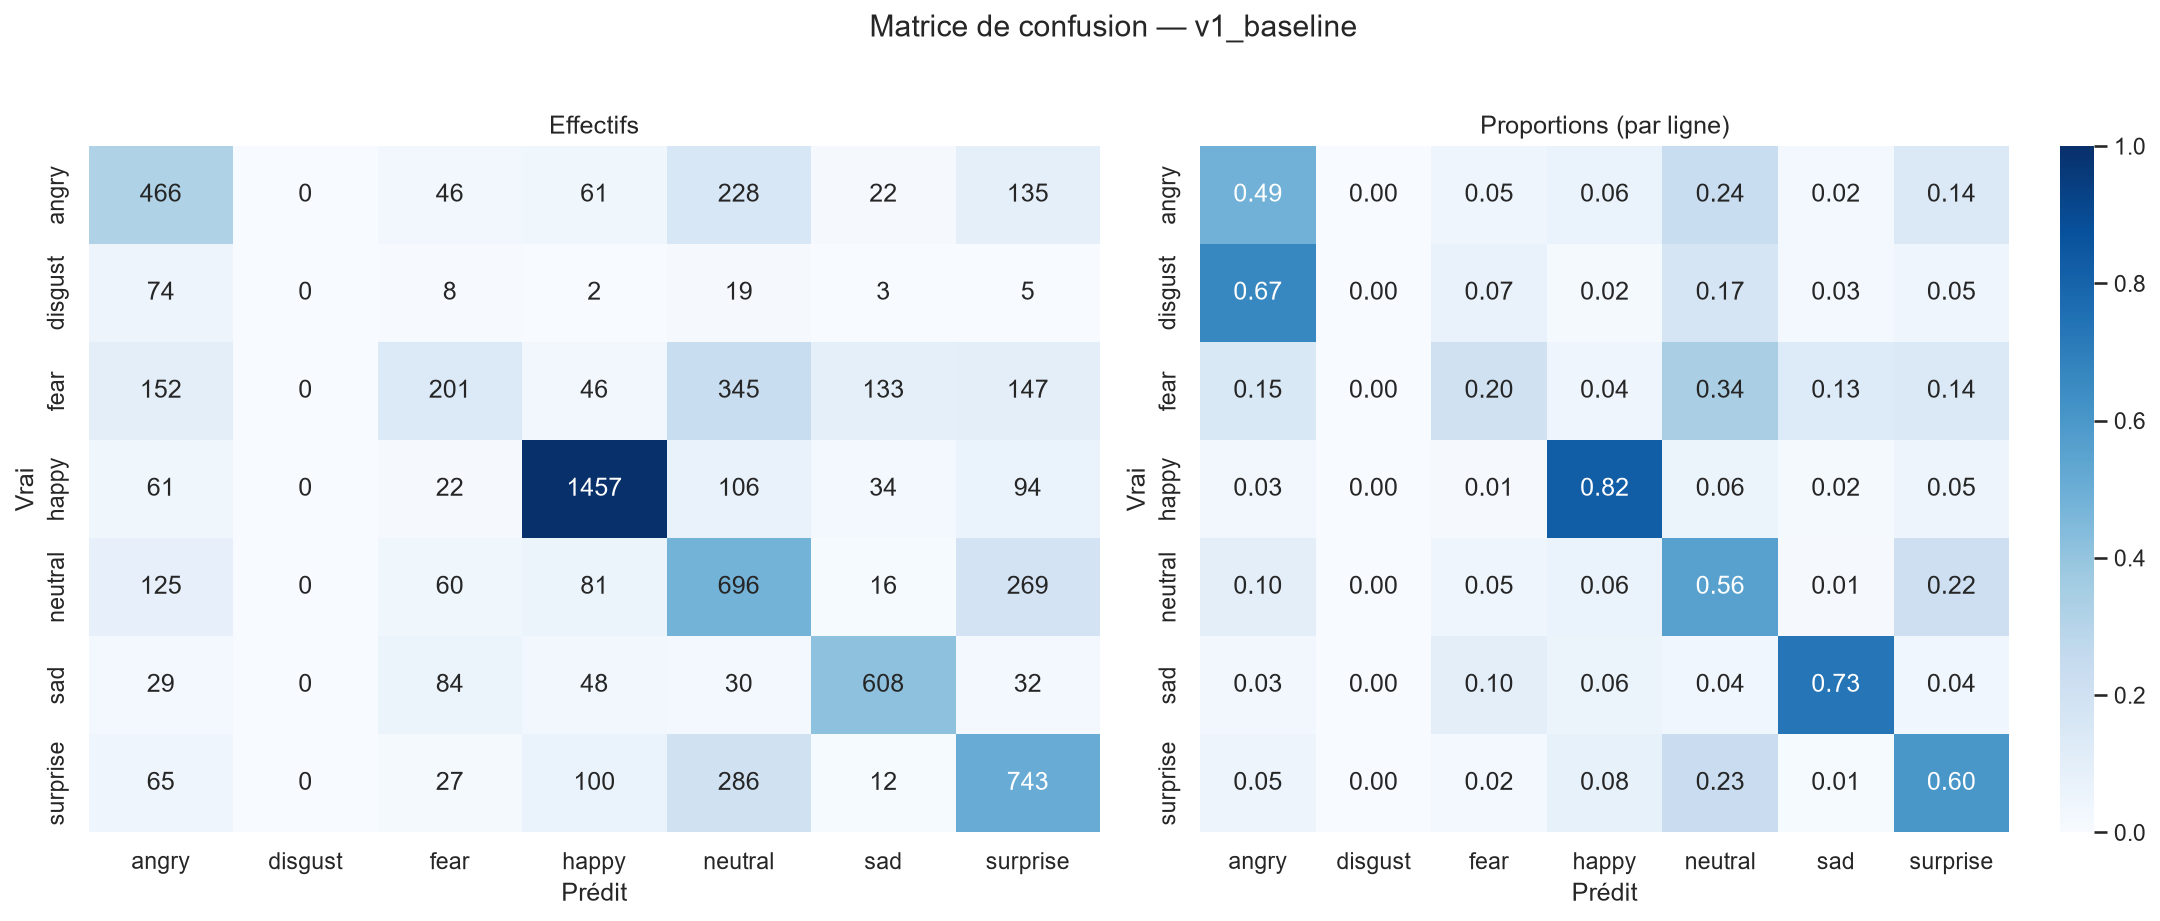 Matrice de confusion — v1_baseline
Effectifs
Vrai
angry 466 0 46 61 228 22 135
disgust 74 0 8 2 19 3 5
fear 152 0 201 46 345 133 147
happy 61 0 22 1457 106 34 94
neutral 125 0 60 81 696 16 269
sad 29 0 84 48 30 608 32
surprise 65 0 27 100 286 12 743
angry disgust fear happy neutral sad surprise
Prédit
Proportions (par ligne)
Vrai
angry 0.49 0.00 0.05 0.06 0.24 0.02 0.14
disgust 0.67 0.00 0.07 0.02 0.17 0.03 0.05
fear 0.15 0.00 0.20 0.04 0.34 0.13 0.14
happy 0.03 0.00 0.01 0.82 0.06 0.02 0.05
neutral 0.10 0.00 0.05 0.06 0.56 0.01 0.22
sad 0.03 0.00 0.10 0.06 0.04 0.73 0.04
surprise 0.05 0.00 0.02 0.08 0.23 0.01 0.60
angry disgust fear happy neutral sad surprise
Prédit
1.0
0.8
0.6
0.4
0.2
0.0